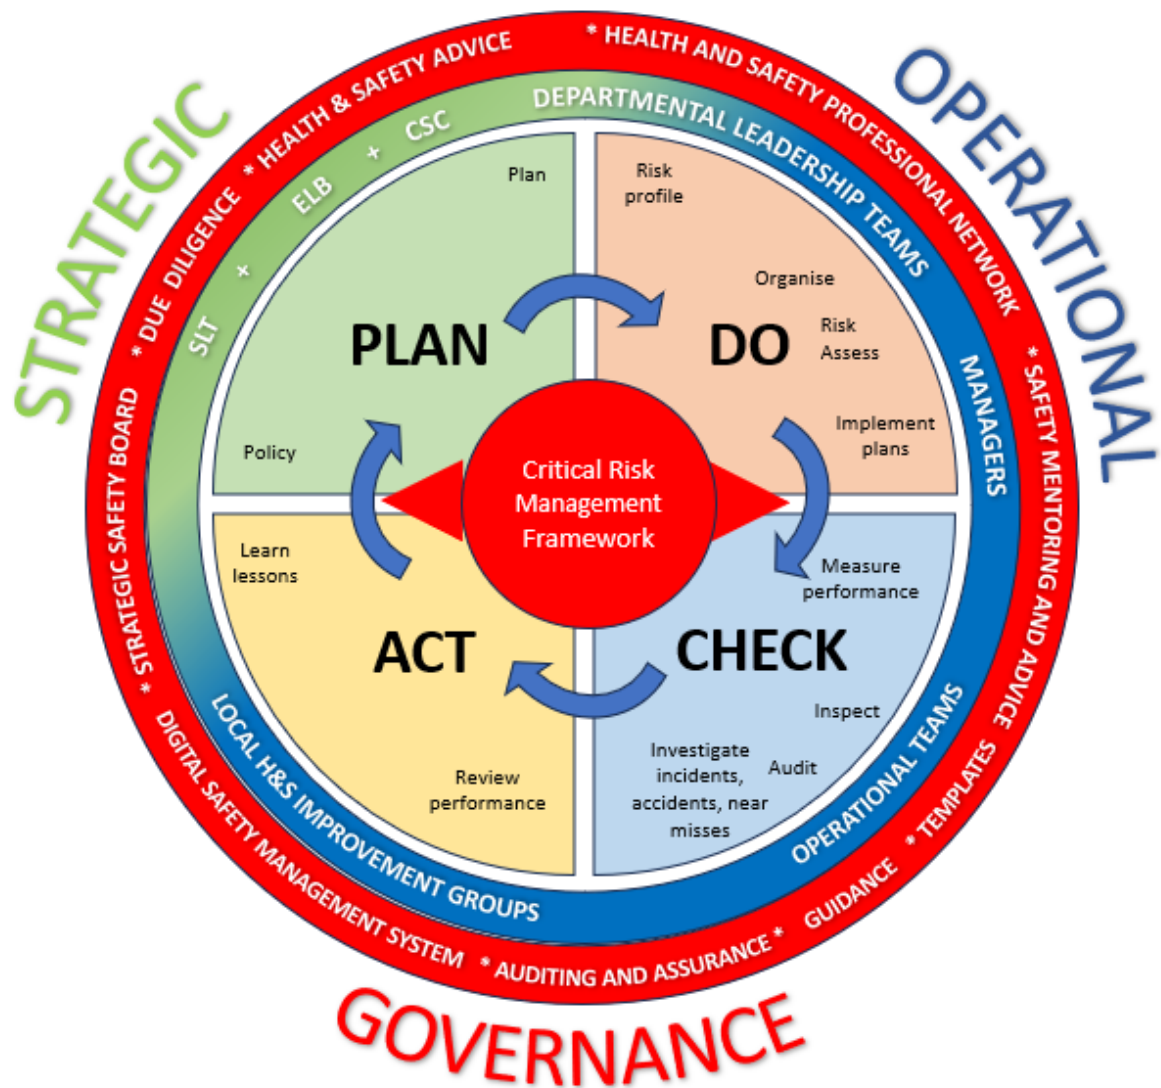 STRATEGIC
OPERATIONAL
GOVERNANCE
* HEALTH AND SAFETY PROFESSIONAL NETWORK
* SAFETY MENTORING AND ADVICE
* TEMPLATES
GUIDANCE
* AUDITING AND ASSURANCE *
DIGITAL SAFETY MANAGEMENT SYSTEM
* STRATEGIC SAFETY BOARD
* DUE DILIGENCE
* HEALTH & SAFETY ADVICE
SLT + ELB + CSC
DEPARTMENTAL LEADERSHIP TEAMS
MANAGERS
OPERATIONAL TEAMS
LOCAL H&S IMPROVEMENT GROUPS
Plan
PLAN
Policy
Risk
profile
Organise
DO
Risk
Assess
Implement
plans
Critical Risk
Management
Framework
Measure
performance
CHECK
Inspect
Audit
Investigate
incidents,
accidents, near
misses
Learn
lessons
ACT
Review
performance